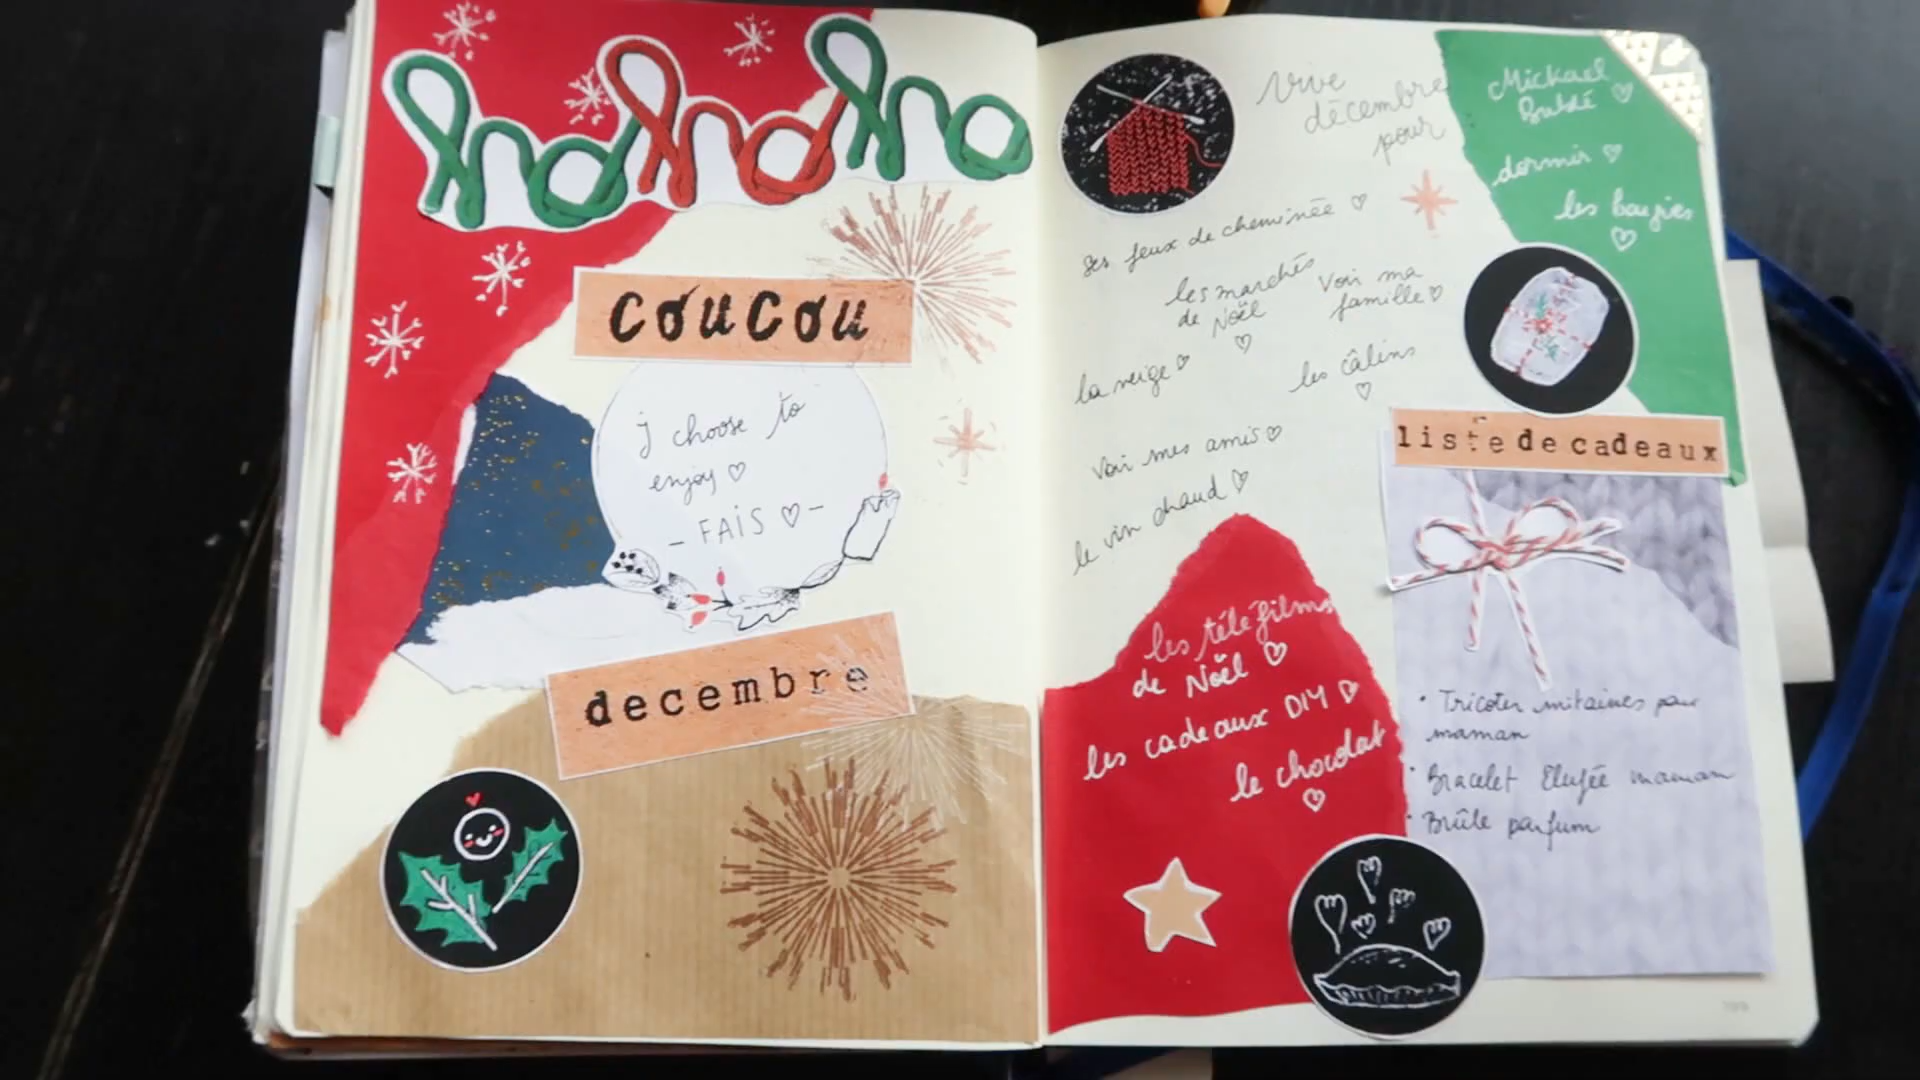 hahaha
coucou
I choose to
enjoy ♡
- FAIS ♡ -
decembre
Vive
décembre
pour
Mickael
Bublé ♡
dormir ♡
les bougies
♡
les feux de cheminée ♡
les marchés
de Noël
♡
Voir ma
famille ♡
la neige ♡
les câlins
♡
Voir mes amis ♡
le vin chaud ♡
les téléfilms
de Noël ♡
les cadeaux DIY ♡
le chocolat
♡
liste de cadeaux
• Tricoter mitaines pour
maman
• Bracelet maman
• Brûle parfum